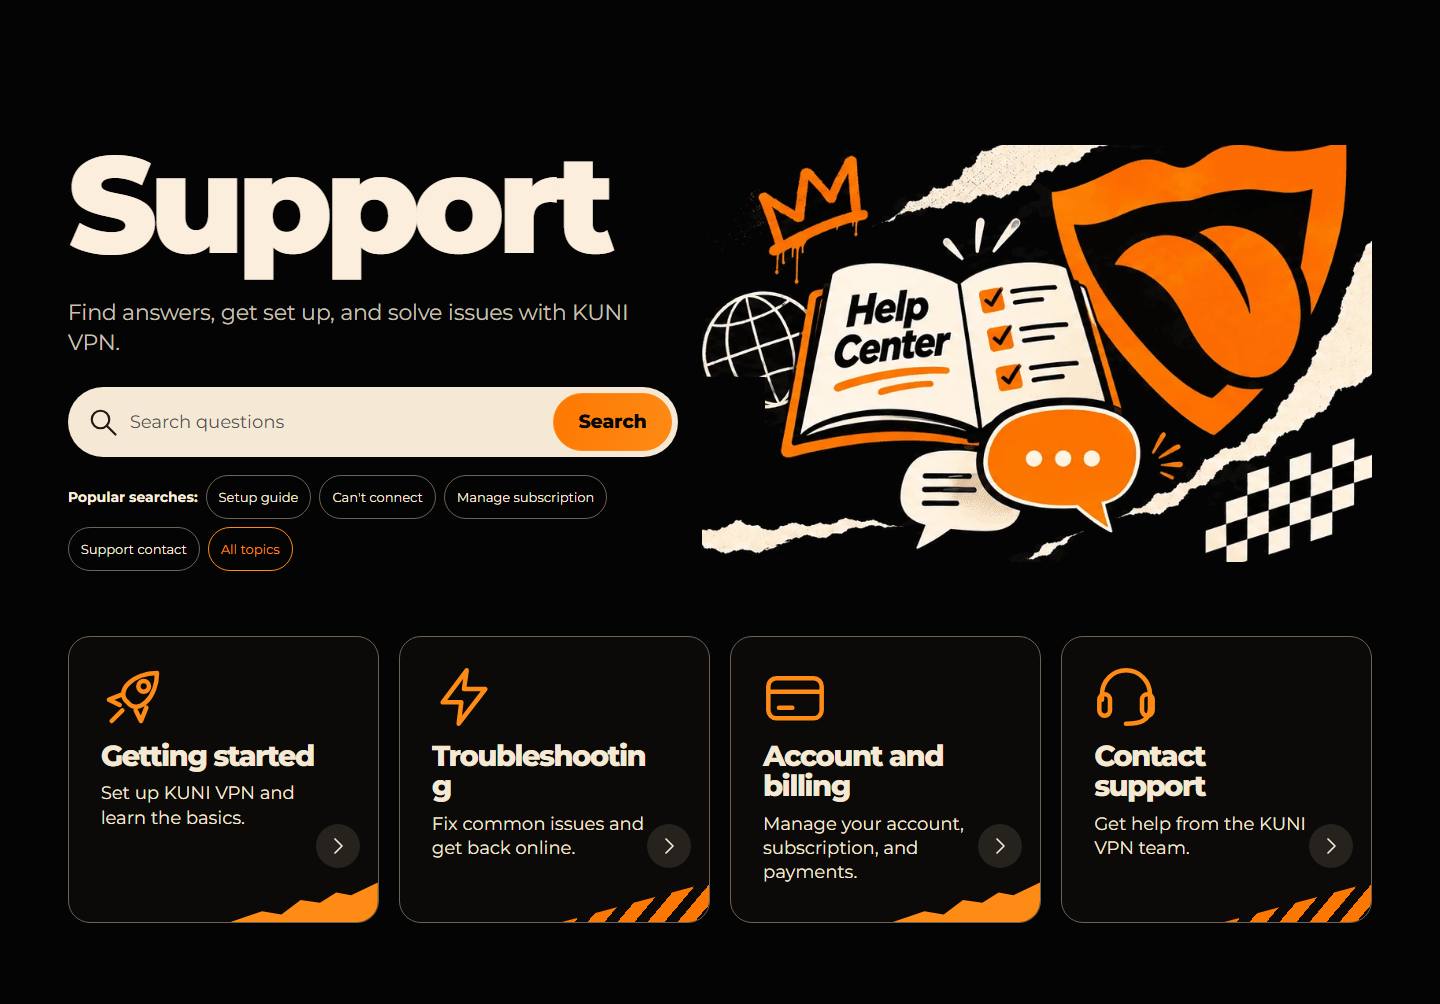 Support
Find answers, get set up, and solve issues with KUNI
VPN.
Search questions
Search
Popular searches:
Setup guide
Can't connect
Manage subscription
Support contact
All topics
Help
Center
Getting started
Set up KUNI VPN and
learn the basics.
Troubleshootin
g
Fix common issues and
get back online.
Account and
billing
Manage your account,
subscription, and
payments.
Contact
support
Get help from the KUNI
VPN team.